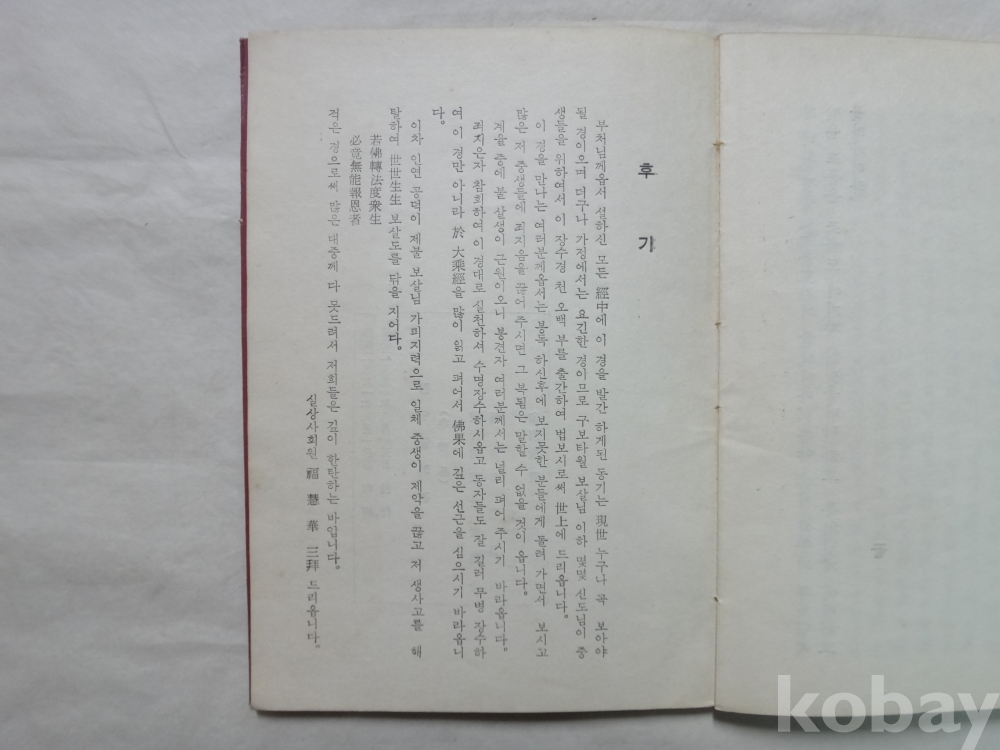 후 기
부처님께옵서 설하신 모든 經中에 이 경을 발간 하게된 동기는 現世 누구나 꼭 보아야
될 경이으며 더구나 가정에서는 요긴한 경이므로 구보타월 보살님 이하 몇몇 신도님이 중
생들을 위하여서 이 장수경 천 오백 부를 출간하여 법보시로써 世上에 드리옵니다.
이 경을 만나는 여러분께옵서는 봉독 하신후에 보지못한 분들에게 돌려 가면서 보시고
많은 저 중생들에 죄지음을 끊어 주시면 그 복됨은 말할 수 없을 것이 옵니다.
계율 중에 불 살생이 근원이오니 봉견자 여러분께서는 널리 펴어 주시기 바라옵니다.
죄지은자 참회하여 이 경대로 실천하셔 수명장수하시옵고 동자들도 잘 길러 무병 장수하
여 이 경만 아니라 於 大乘經을 많이 읽고 펴어서 佛果에 깊은 선근을 심으시기 바라옵니
다.
이차 인연 공덕이 제불 보살님 가피지력으로 일체 중생이 제악을 끊고 저 생사고를 해
탈하여 世世生生 보살도를 닦을 지어다.
若佛轉法度衆生
必竟無能報恩者
적은 경으로써 많은 대중께 다 못드려서 저희들은 깊이 한탄하는 바입니다.
실상사회원 福慧華 三拜 드리옵니다.
kobay